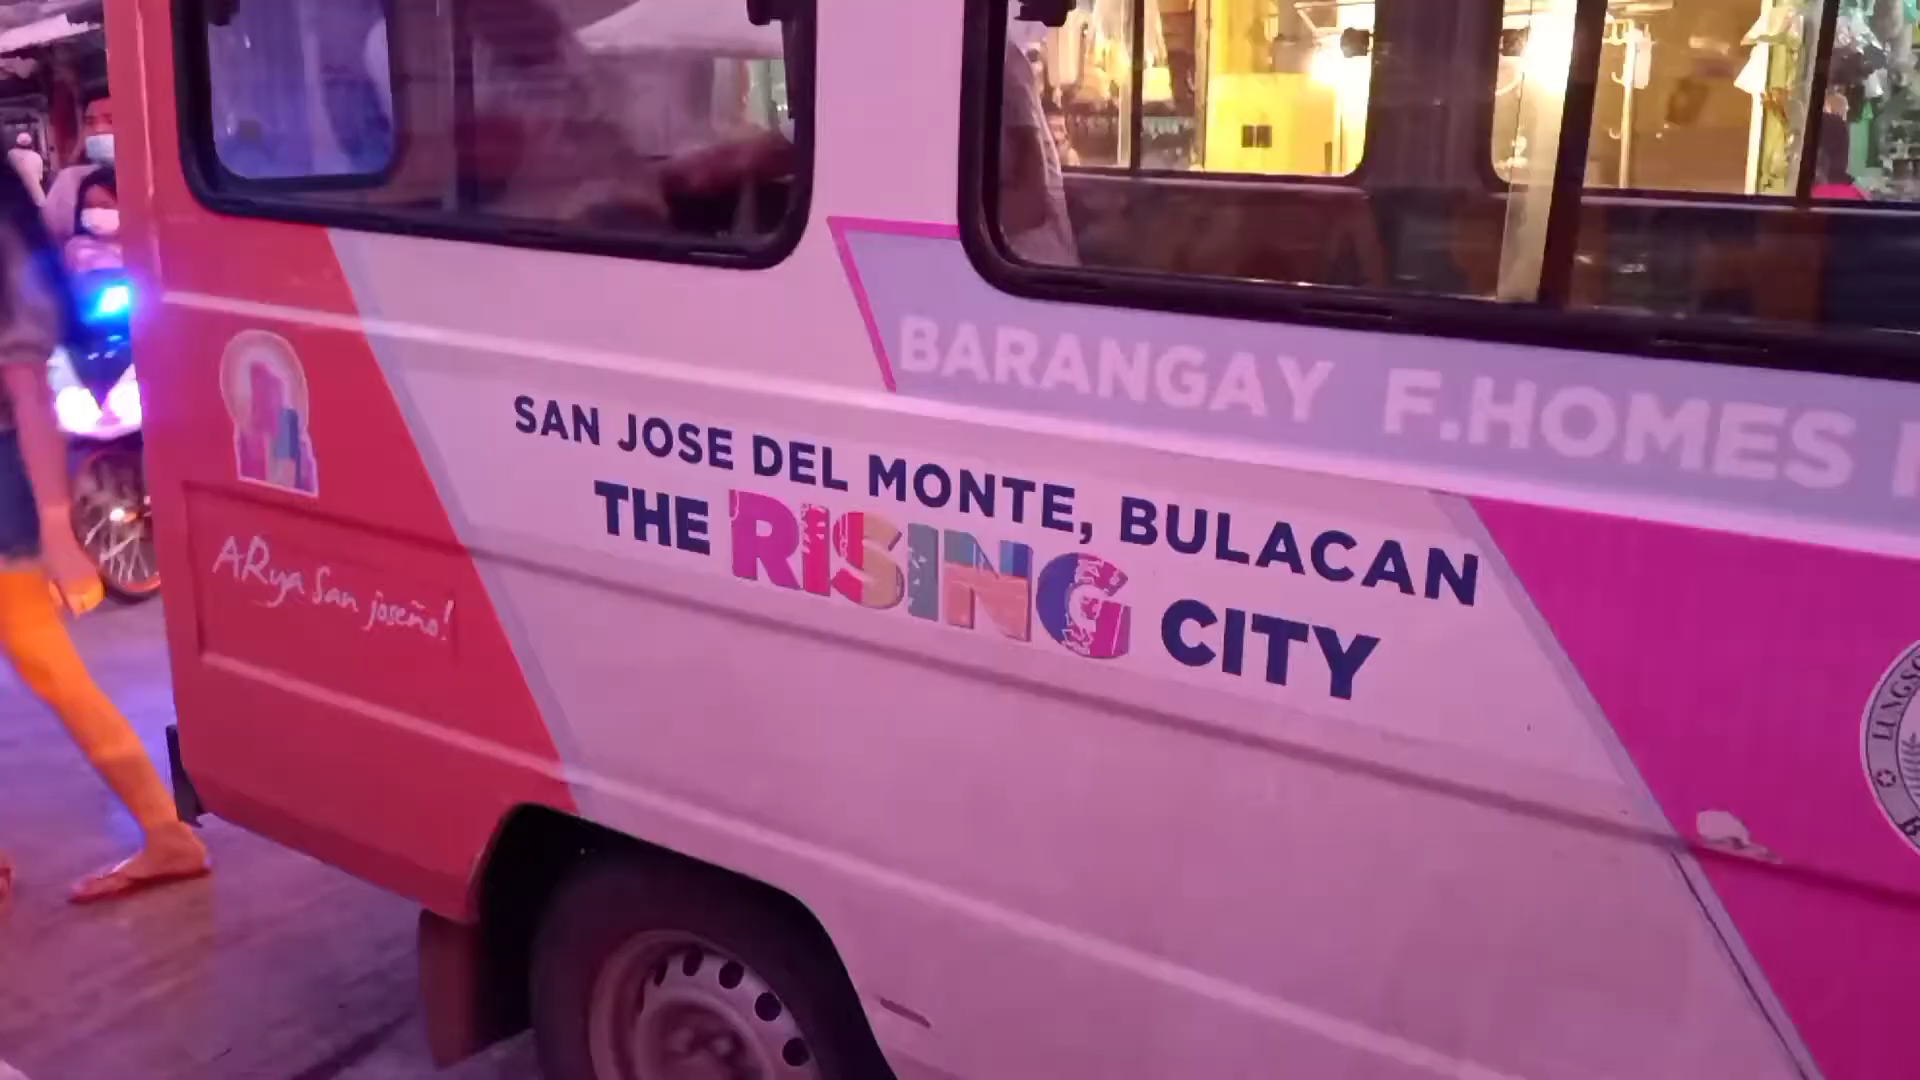 BARANGAY F.HOMES
SAN JOSE DEL MONTE, BULACAN
THE RISING CITY
ARya San joseño!